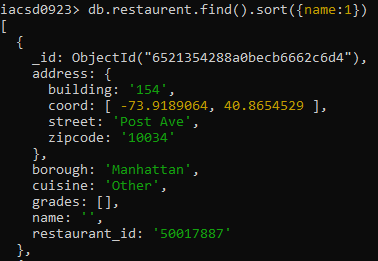 iacsd0923> db.restaurent.find().sort({name:1})
[
  {
    _id: ObjectId("6521354288a0becb6662c6d4"),
    address: {
      building: '154',
      coord: [ -73.9189064, 40.8654529 ],
      street: 'Post Ave',
      zipcode: '10034'
    },
    borough: 'Manhattan',
    cuisine: 'Other',
    grades: [],
    name: '',
    restaurant_id: '50017887'
  },